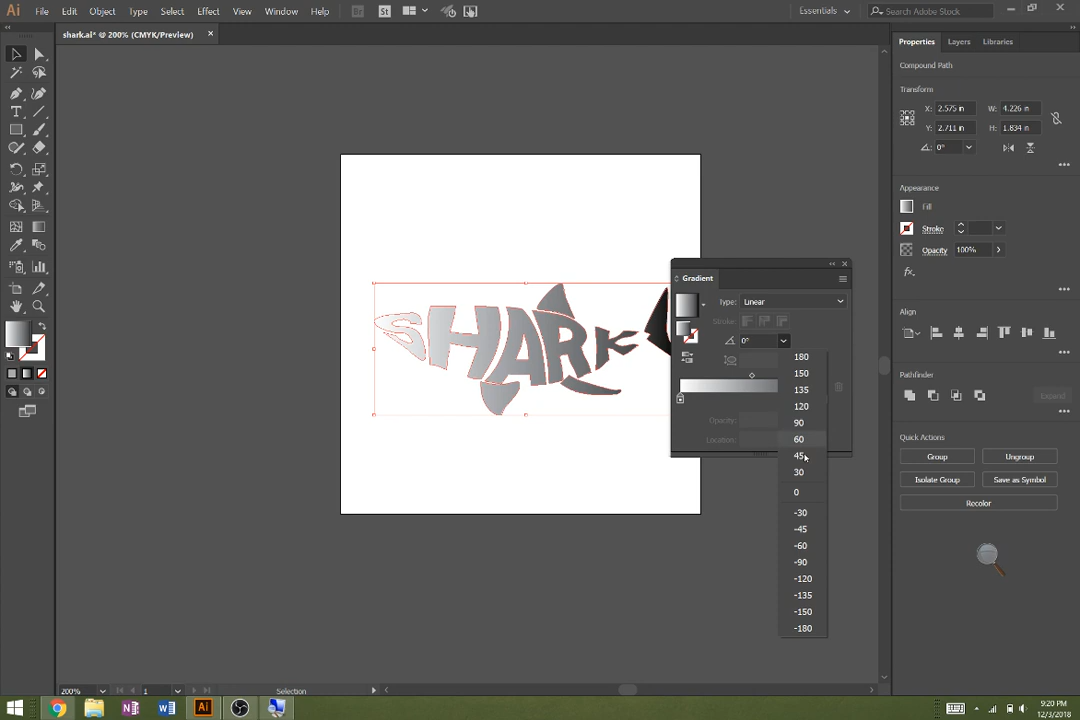 Ai File Edit Object Type Select Effect View Window Help Br St Essentials Search Adobe Stock
shark.ai* @ 200% (CMYK/Preview)
Properties Layers Libraries
Compound Path
Transform
X: 2.575 in W: 4.226 in
Y: 2.711 in H: 1.834 in
0°
Appearance
Fill
Stroke
Opacity 100%
fx
Align
Pathfinder
Expand
Quick Actions
Group Ungroup
Isolate Group Save as Symbol
Recolor
SHARK
Gradient
Type: Linear
Stroke:
0°
Opacity:
Location:
180
150
135
120
90
60
45
30
0
-30
-45
-60
-90
-120
-135
-150
-180
200% 1 Selection
9:20 PM
12/3/2018